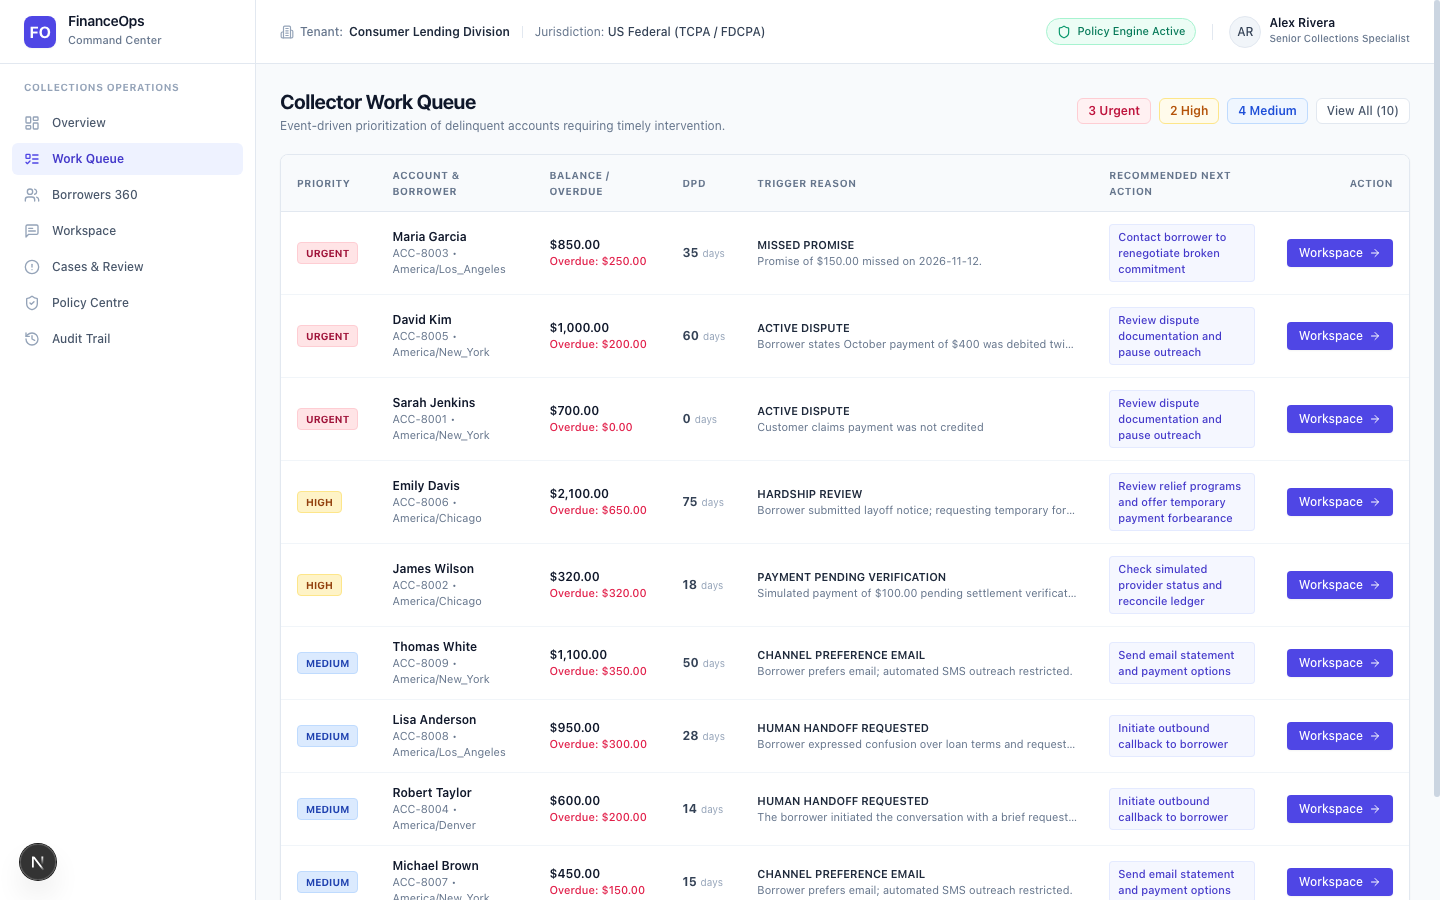 FO
FinanceOps
Command Center
Tenant: Consumer Lending Division
Jurisdiction: US Federal (TCPA / FDCPA)
Policy Engine Active
AR
Alex Rivera
Senior Collections Specialist
COLLECTIONS OPERATIONS
Overview
Work Queue
Borrowers 360
Workspace
Cases & Review
Policy Centre
Audit Trail
N
Collector Work Queue
Event-driven prioritization of delinquent accounts requiring timely intervention.
3 Urgent
2 High
4 Medium
View All (10)
PRIORITY
ACCOUNT &
BORROWER
BALANCE /
OVERDUE
DPD
TRIGGER REASON
RECOMMENDED NEXT
ACTION
ACTION
URGENT
Maria Garcia
ACC-8003 •
America/Los_Angeles
$850.00
Overdue: $250.00
35 days
MISSED PROMISE
Promise of $150.00 missed on 2026-11-12.
Contact borrower to
renegotiate broken
commitment
Workspace →
URGENT
David Kim
ACC-8005 •
America/New_York
$1,000.00
Overdue: $200.00
60 days
ACTIVE DISPUTE
Borrower states October payment of $400 was debited twi...
Review dispute
documentation and
pause outreach
Workspace →
URGENT
Sarah Jenkins
ACC-8001 •
America/New_York
$700.00
Overdue: $0.00
0 days
ACTIVE DISPUTE
Customer claims payment was not credited
Review dispute
documentation and
pause outreach
Workspace →
HIGH
Emily Davis
ACC-8006 •
America/Chicago
$2,100.00
Overdue: $650.00
75 days
HARDSHIP REVIEW
Borrower submitted layoff notice; requesting temporary for...
Review relief programs
and offer temporary
payment forbearance
Workspace →
HIGH
James Wilson
ACC-8002 •
America/Chicago
$320.00
Overdue: $320.00
18 days
PAYMENT PENDING VERIFICATION
Simulated payment of $100.00 pending settlement verificat...
Check simulated
provider status and
reconcile ledger
Workspace →
MEDIUM
Thomas White
ACC-8009 •
America/New_York
$1,100.00
Overdue: $350.00
50 days
CHANNEL PREFERENCE EMAIL
Borrower prefers email; automated SMS outreach restricted.
Send email statement
and payment options
Workspace →
MEDIUM
Lisa Anderson
ACC-8008 •
America/Los_Angeles
$950.00
Overdue: $300.00
28 days
HUMAN HANDOFF REQUESTED
Borrower expressed confusion over loan terms and request...
Initiate outbound
callback to borrower
Workspace →
MEDIUM
Robert Taylor
ACC-8004 •
America/Denver
$600.00
Overdue: $200.00
14 days
HUMAN HANDOFF REQUESTED
The borrower initiated the conversation with a brief request...
Initiate outbound
callback to borrower
Workspace →
MEDIUM
Michael Brown
ACC-8007 •
America/New_York
$450.00
Overdue: $150.00
15 days
CHANNEL PREFERENCE EMAIL
Borrower prefers email; automated SMS outreach restricted.
Send email statement
and payment options
Workspace →